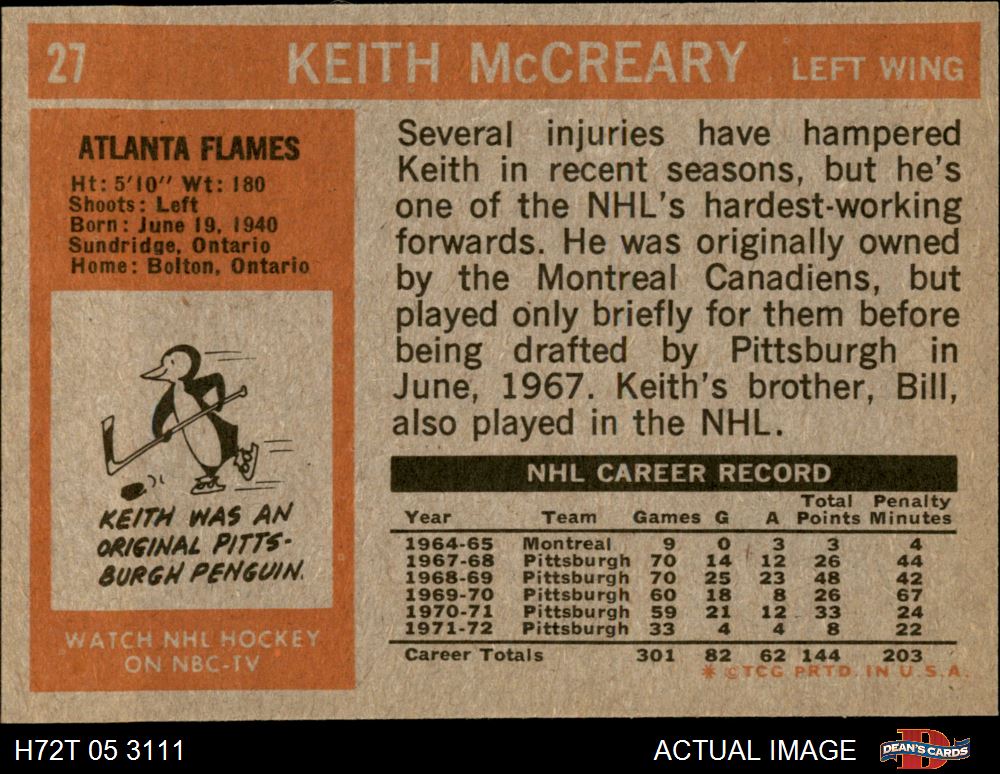 27
KEITH McCREARY
LEFT WING
ATLANTA FLAMES
Ht: 5'10" Wt: 180
Shoots: Left
Born: June 19, 1940
Sundridge, Ontario
Home: Bolton, Ontario
KEITH WAS AN
ORIGINAL PITTS-
BURGH PENGUIN.
WATCH NHL HOCKEY
ON NBC-TV
Several injuries have hampered
Keith in recent seasons, but he's
one of the NHL's hardest-working
forwards. He was originally owned
by the Montreal Canadiens, but
played only briefly for them before
being drafted by Pittsburgh in
June, 1967. Keith's brother, Bill,
also played in the NHL.
NHL CAREER RECORD
Year Team Games G A Total Points Penalty Minutes
1964-65 Montreal 9 0 3 3 4
1967-68 Pittsburgh 70 14 12 26 44
1968-69 Pittsburgh 70 25 23 48 42
1969-70 Pittsburgh 60 18 8 26 67
1970-71 Pittsburgh 59 21 12 33 24
1971-72 Pittsburgh 33 4 4 8 22
Career Totals 301 82 62 144 203
* © TCG PRTD. IN U.S.A.
H72T 05 3111
ACTUAL IMAGE
DEAN'S CARDS